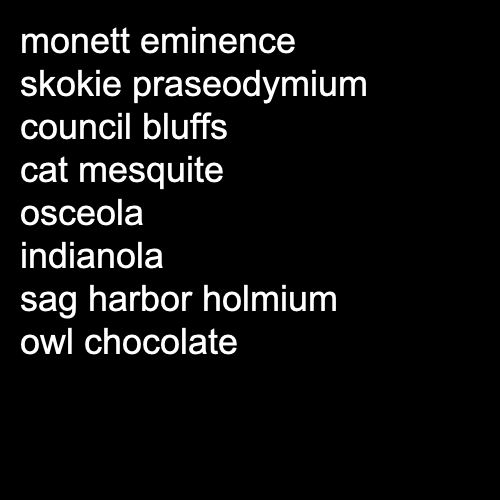 monett eminence
skokie praseodymium
council bluffs
cat mesquite
osceola
indianola
sag harbor holmium
owl chocolate